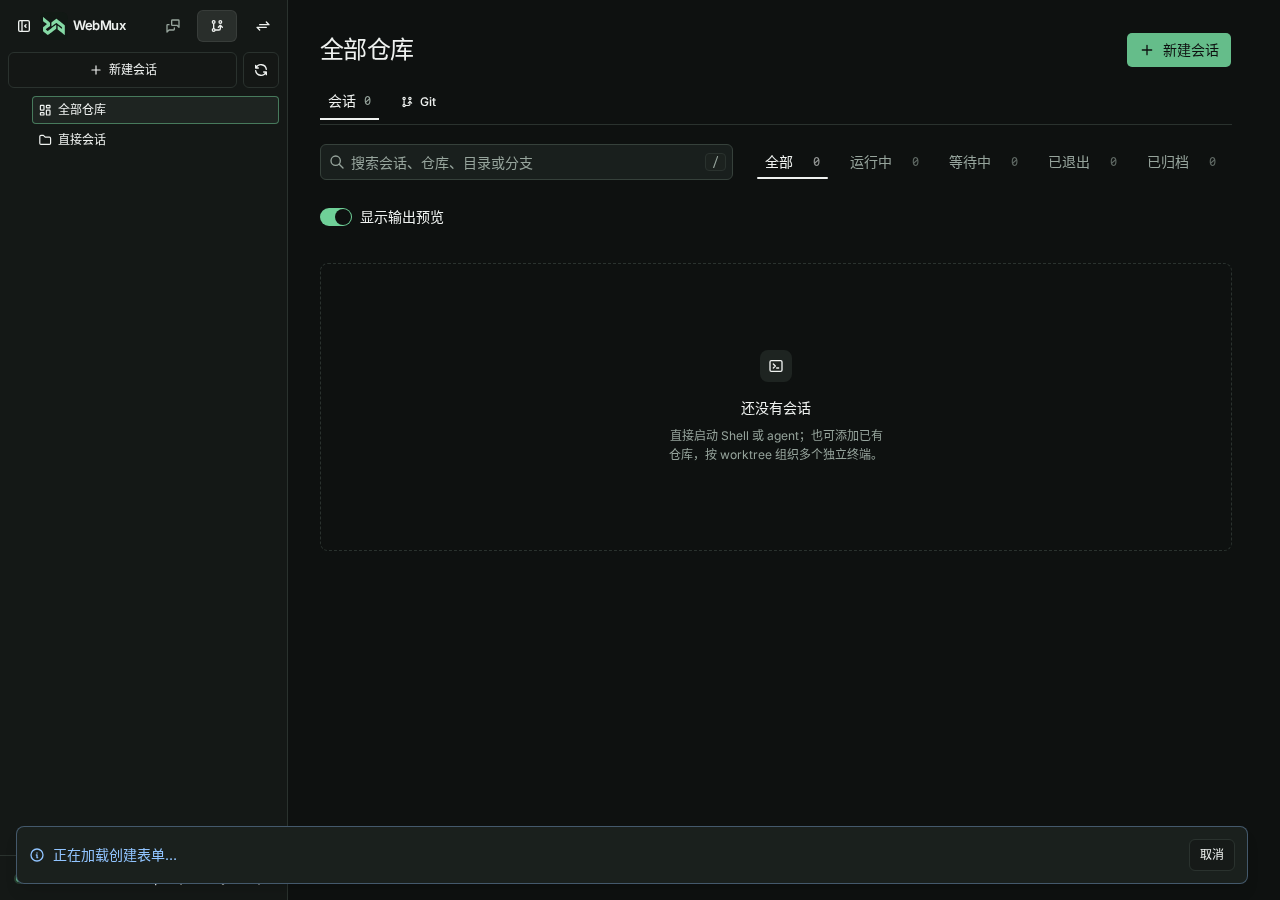 WebMux
新建会话
全部仓库
直接会话
全部仓库
新建会话
会话 0
Git
搜索会话、仓库、目录或分支 /
全部 0
运行中 0
等待中 0
已退出 0
已归档 0
显示输出预览
还没有会话
直接启动 Shell 或 agent；也可添加已有
仓库，按 worktree 组织多个独立终端。
正在加载创建表单...
取消